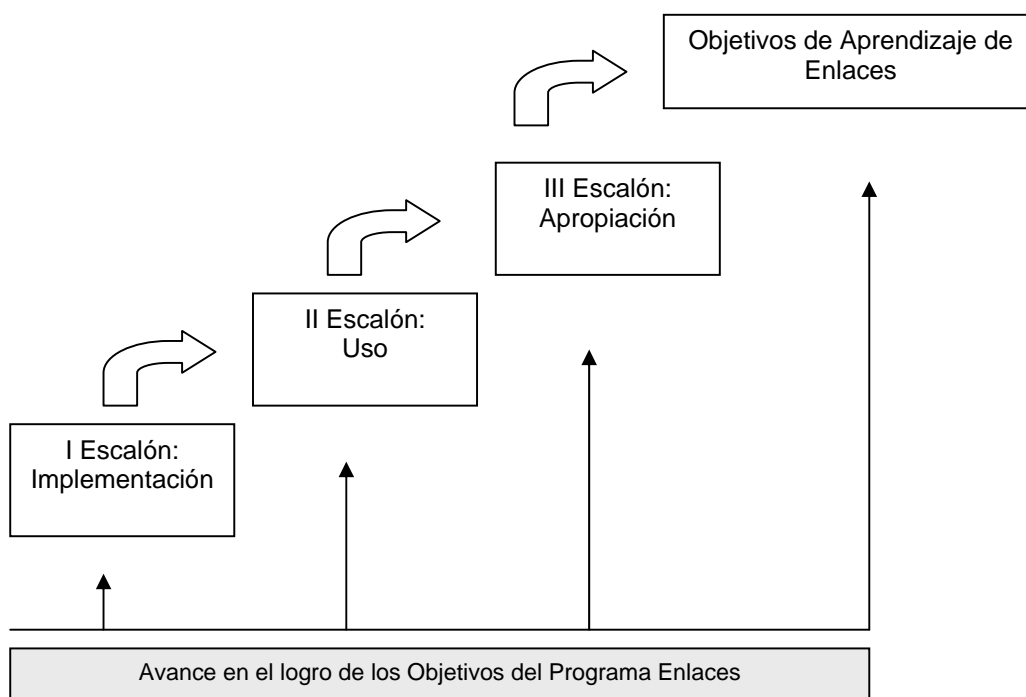 Objetivos de Aprendizaje de
Enlaces
III Escalón:
Apropiación
II Escalón:
Uso
I Escalón:
Implementación
Avance en el logro de los Objetivos del Programa Enlaces